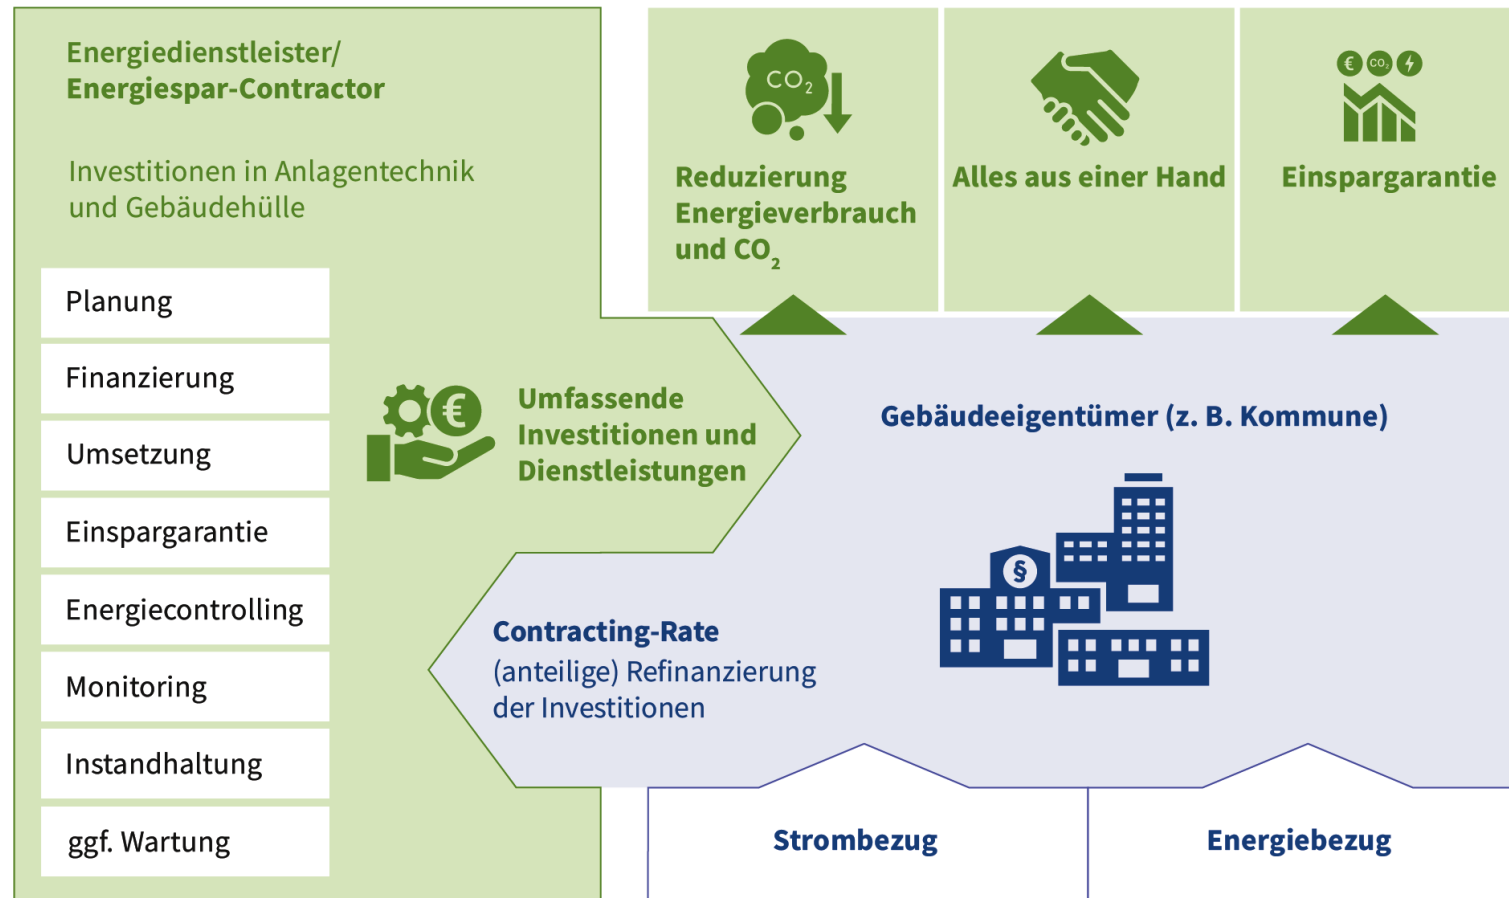 Energiedienstleister/
Energiespar-Contractor
Investitionen in Anlagentechnik
und Gebäudehülle
Planung
Finanzierung
Umsetzung
Einspargarantie
Energiecontrolling
Monitoring
Instandhaltung
ggf. Wartung
€
Umfassende
Investitionen und
Dienstleistungen
Contracting-Rate
(anteilige) Refinanzierung
der Investitionen
CO₂
Reduzierung
Energieverbrauch
und CO₂
Alles aus einer Hand
€ CO₂
Einspargarantie
Gebäudeeigentümer (z. B. Kommune)
§
Strombezug
Energiebezug